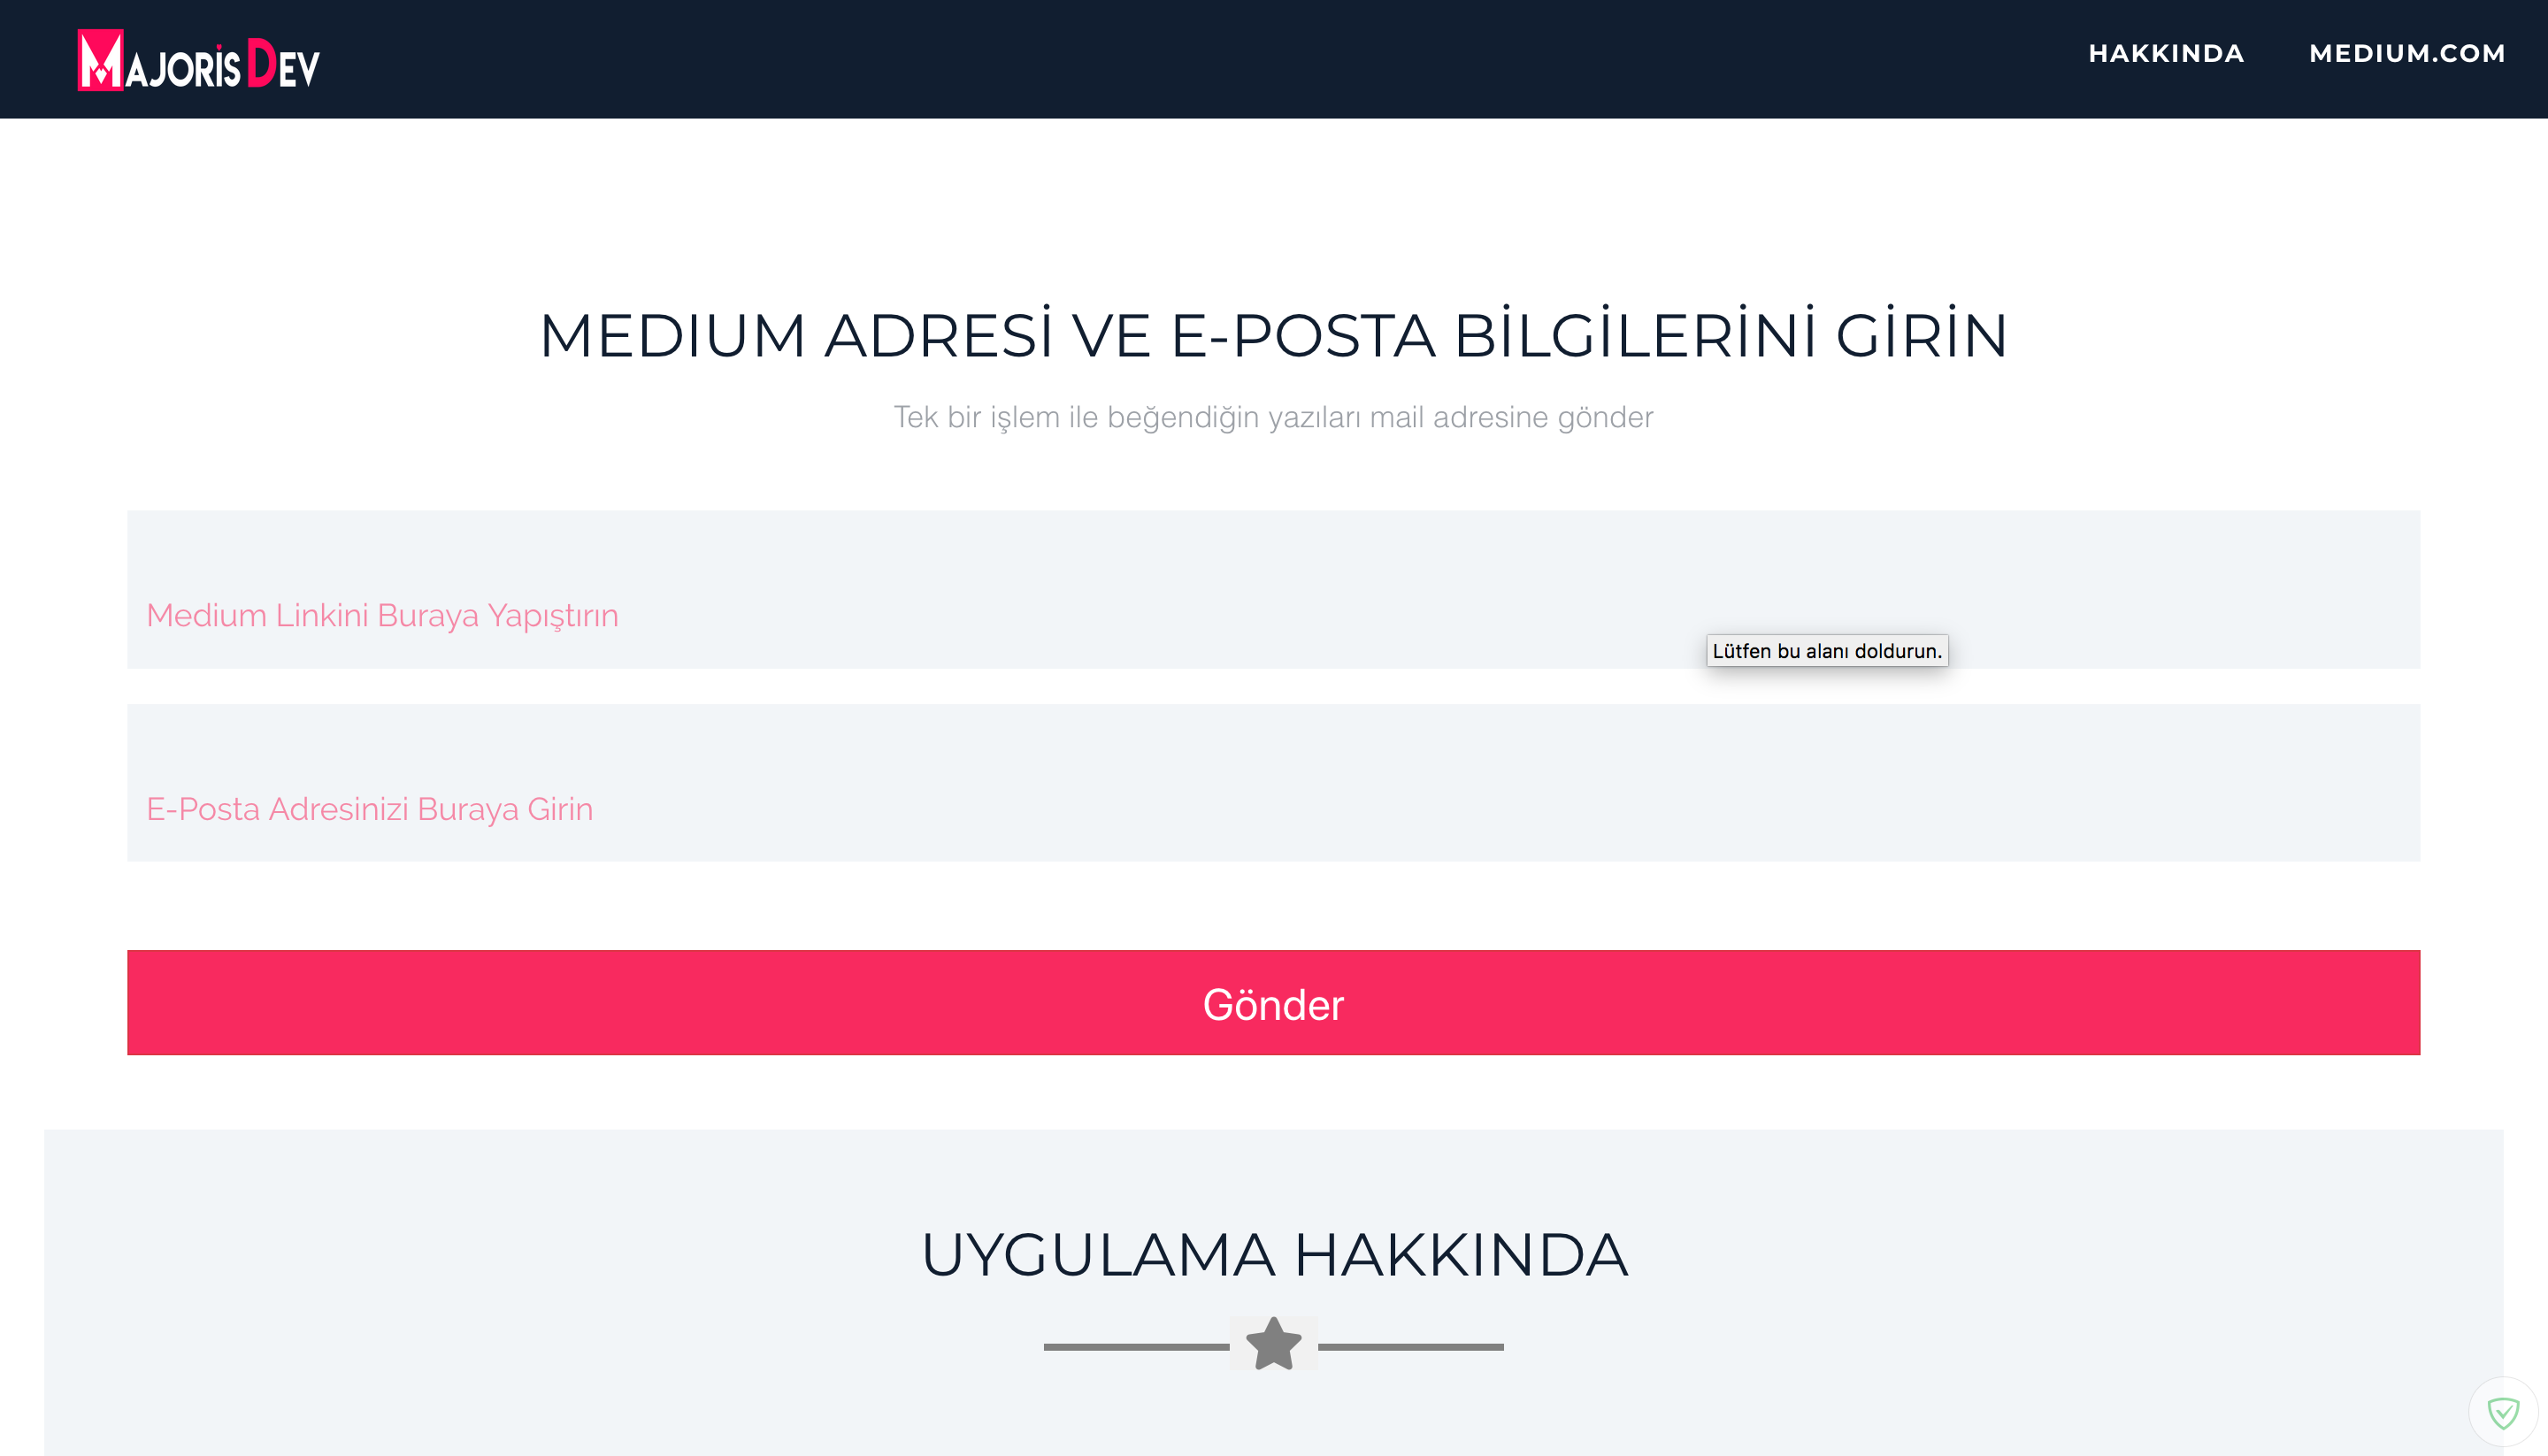 MAJORİS DEV
HAKKINDA
MEDIUM.COM
MEDIUM ADRESİ VE E-POSTA BİLGİLERİNİ GİRİN
Tek bir işlem ile beğendiğin yazıları mail adresine gönder
Medium Linkini Buraya Yapıştırın
Lütfen bu alanı doldurun.
E-Posta Adresinizi Buraya Girin
Gönder
UYGULAMA HAKKINDA